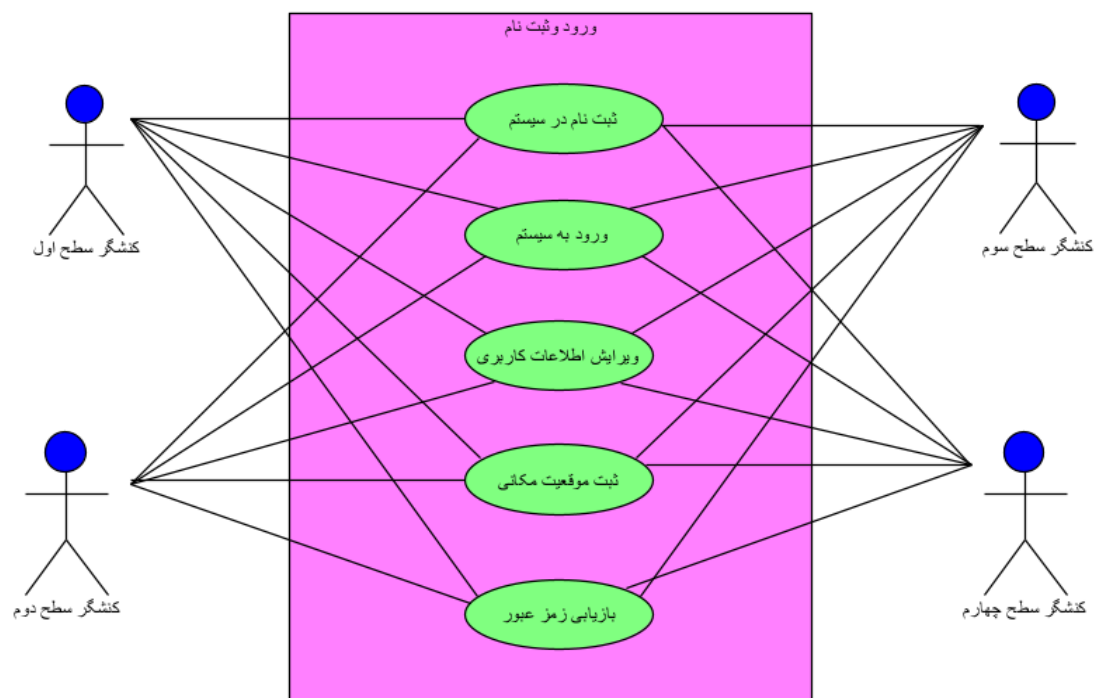 ورود وثبت نام
ثبت نام در سیستم
کنشگر سطح اول
کنشگر سطح سوم
ورود به سیستم
ویرایش اطلاعات کاربری
ثبت موقعیت مکانی
کنشگر سطح دوم
کنشگر سطح چهارم
بازیابی زمز عبور